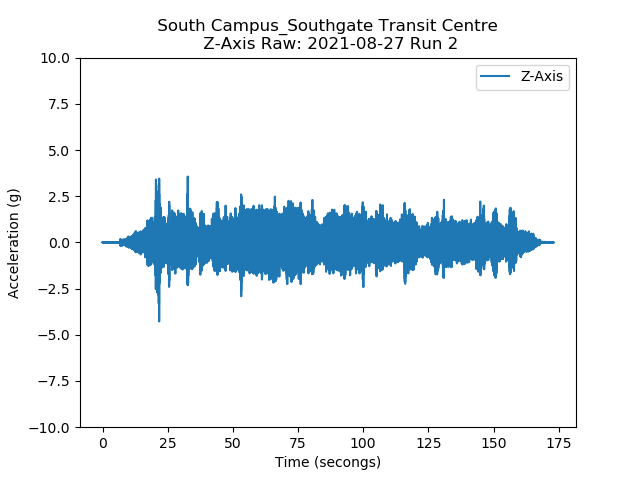 South Campus_Southgate Transit Centre
Z-Axis Raw: 2021-08-27 Run 2
Z-Axis
Acceleration (g)
10.0
7.5
5.0
2.5
0.0
−2.5
−5.0
−7.5
−10.0
0 25 50 75 100 125 150 175
Time (secongs)